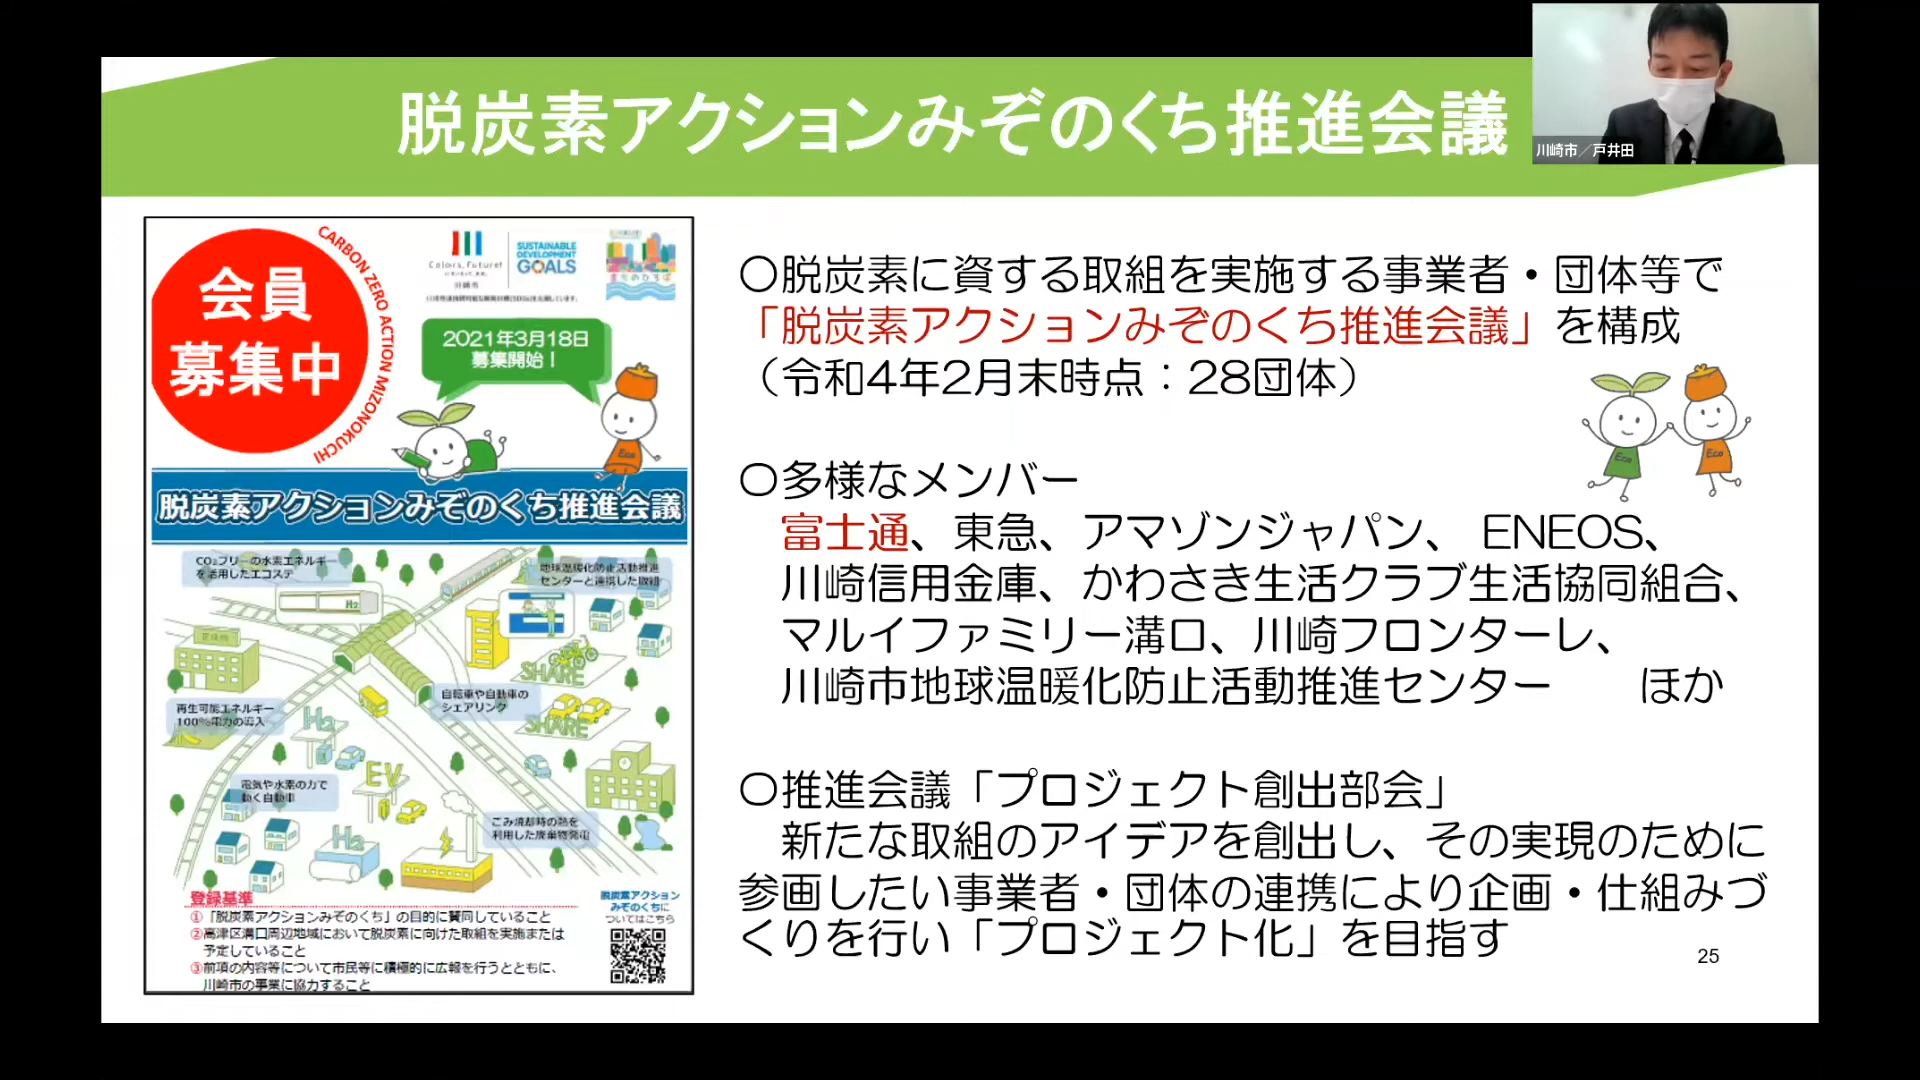 脱炭素アクションみぞのくち推進会議
川崎市／戸井田
会員
募集中
CARBON ZERO ACTION MIZONOKUCHI
Colors, Future!
川崎市
SUSTAINABLE
DEVELOPMENT
GOALS
2021年3月18日
募集開始！
Eco
脱炭素アクションみぞのくち推進会議
CO₂フリーの水素エネルギー
を活用したエコステ
地球温暖化防止活動推進
センターと連携した取組
H2
SHARE
自転車や自動車の
シェアリング
SHARE
再生可能エネルギー
100%電力の導入
H2
EV
電気や水素の力で
動く自動車
ごみ焼却時の熱を
利用した廃棄物発電
H2
登録基準
①「脱炭素アクションみぞのくち」の目的に賛同していること
②高津区溝口周辺地域において脱炭素に向けた取組を実施または
予定していること
③前項の内容等について市民等に積極的に広報を行うとともに、
川崎市の事業に協力すること
脱炭素アクション
みぞのくちに
ついてはこちら
〇脱炭素に資する取組を実施する事業者・団体等で
「脱炭素アクションみぞのくち推進会議」を構成
（令和4年2月末時点：28団体）
Eco
Eco
〇多様なメンバー
富士通、東急、アマゾンジャパン、ENEOS、
川崎信用金庫、かわさき生活クラブ生活協同組合、
マルイファミリー溝口、川崎フロンターレ、
川崎市地球温暖化防止活動推進センター　　ほか
〇推進会議「プロジェクト創出部会」
新たな取組のアイデアを創出し、その実現のために
参画したい事業者・団体の連携により企画・仕組みづ
くりを行い「プロジェクト化」を目指す
25